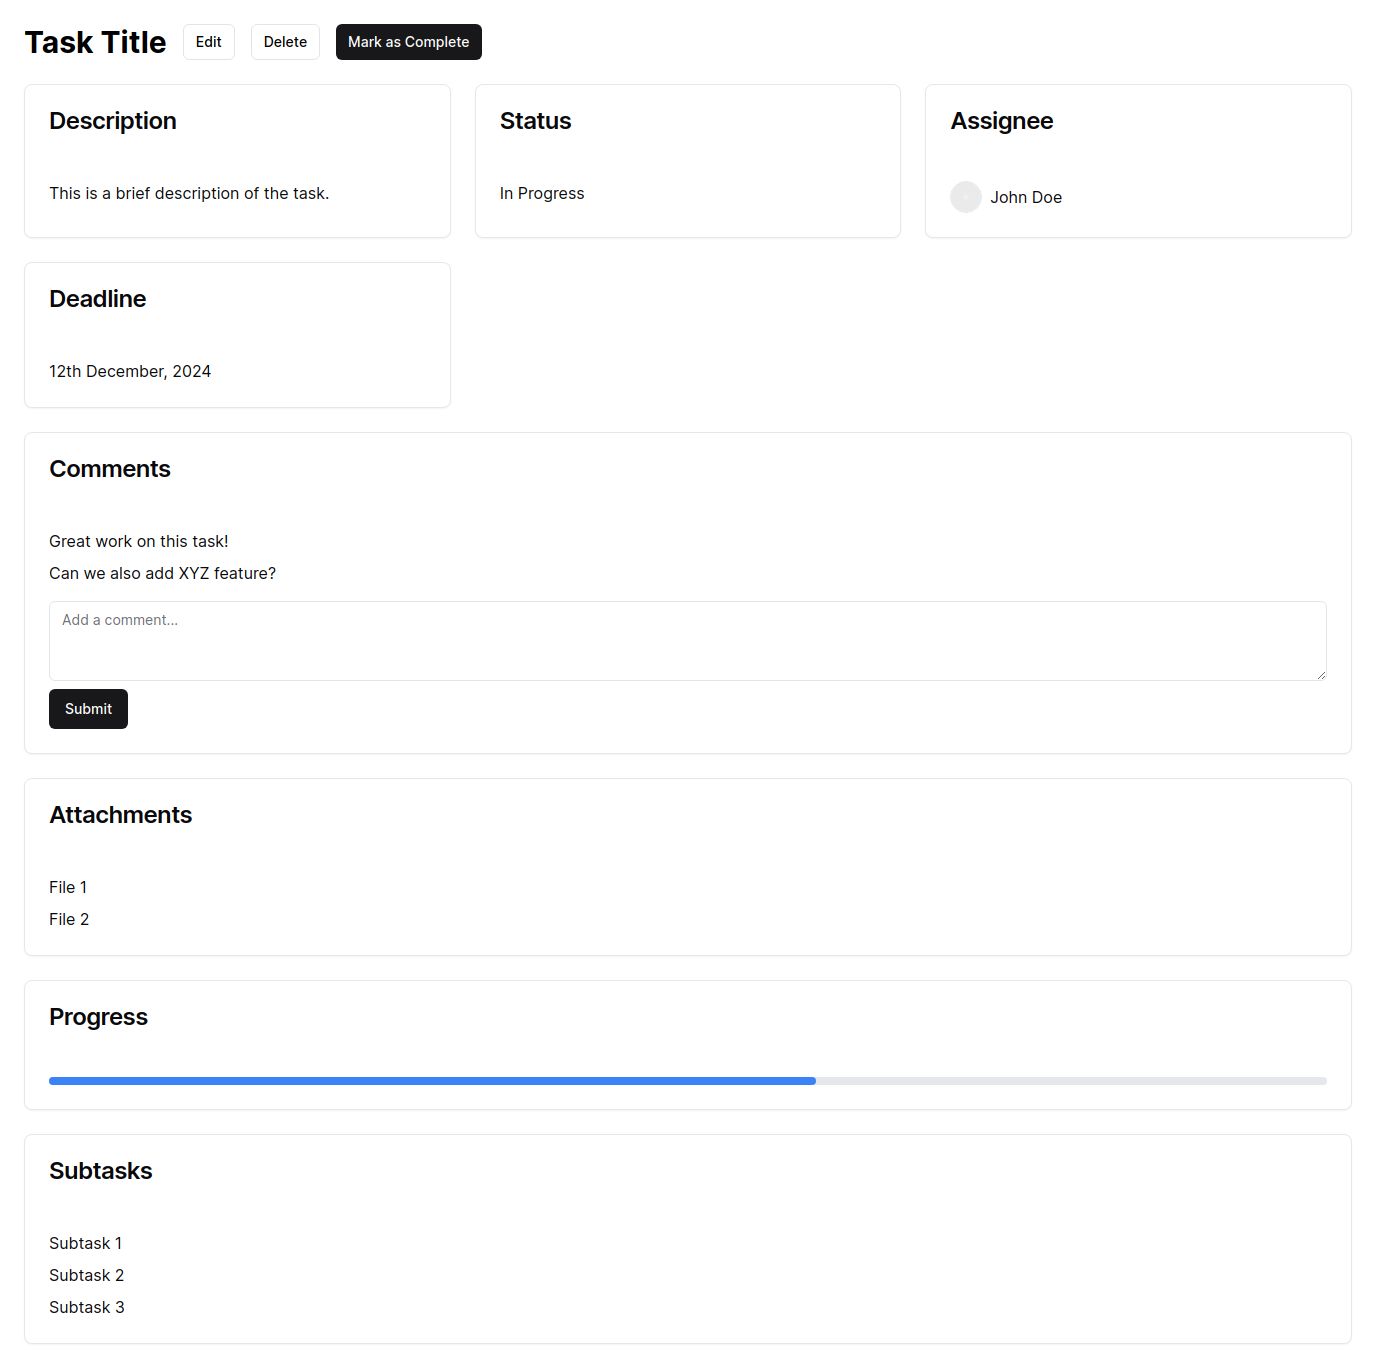 Task Title
Edit
Delete
Mark as Complete
Description
This is a brief description of the task.
Status
In Progress
Assignee
John Doe
Deadline
12th December, 2024
Comments
Great work on this task!
Can we also add XYZ feature?
Add a comment...
Submit
Attachments
File 1
File 2
Progress
Subtasks
Subtask 1
Subtask 2
Subtask 3